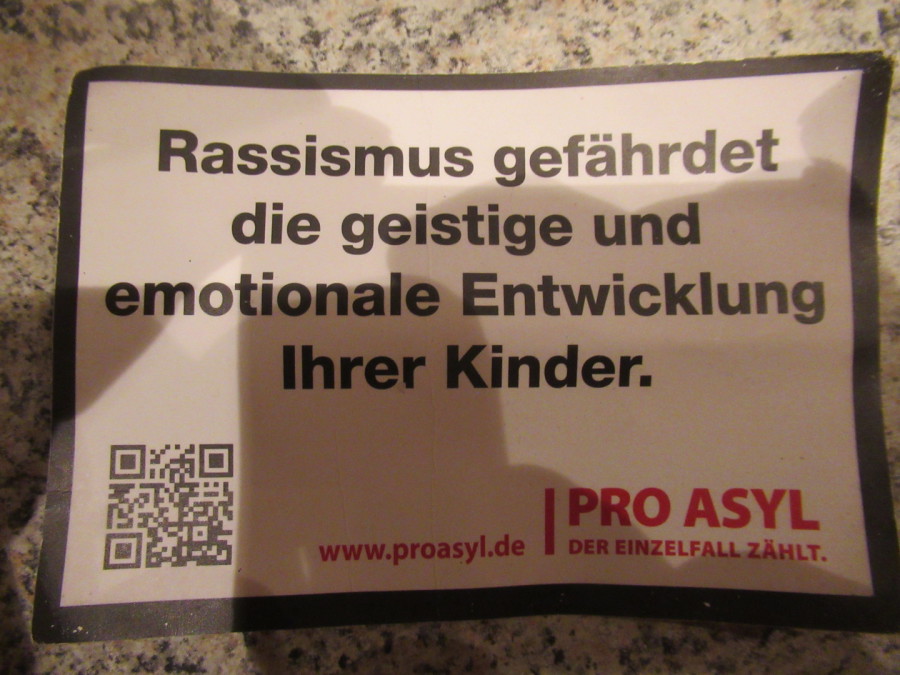 Rassismus gefährdet
die geistige und
emotionale Entwicklung
Ihrer Kinder.
www.proasyl.de
PRO ASYL
DER EINZELFALL ZÄHLT.